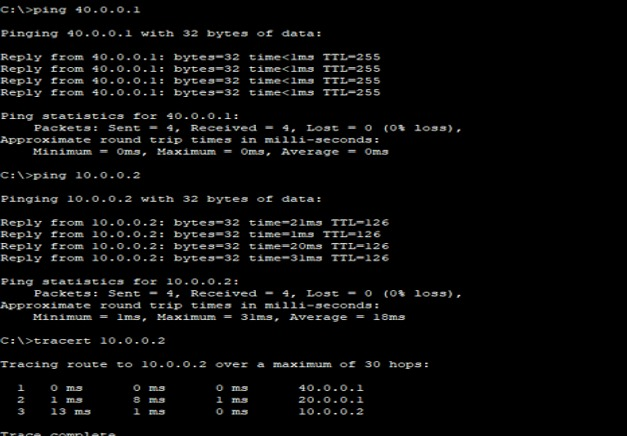 C:\>ping 40.0.0.1
Pinging 40.0.0.1 with 32 bytes of data:
Reply from 40.0.0.1: bytes=32 time<1ms TTL=255
Reply from 40.0.0.1: bytes=32 time<1ms TTL=255
Reply from 40.0.0.1: bytes=32 time<1ms TTL=255
Reply from 40.0.0.1: bytes=32 time<1ms TTL=255
Ping statistics for 40.0.0.1:
Packets: Sent = 4, Received = 4, Lost = 0 (0% loss),
Approximate round trip times in milli-seconds:
Minimum = 0ms, Maximum = 0ms, Average = 0ms
C:\>ping 10.0.0.2
Pinging 10.0.0.2 with 32 bytes of data:
Reply from 10.0.0.2: bytes=32 time=21ms TTL=126
Reply from 10.0.0.2: bytes=32 time=1ms TTL=126
Reply from 10.0.0.2: bytes=32 time=20ms TTL=126
Reply from 10.0.0.2: bytes=32 time=31ms TTL=126
Ping statistics for 10.0.0.2:
Packets: Sent = 4, Received = 4, Lost = 0 (0% loss),
Approximate round trip times in milli-seconds:
Minimum = 1ms, Maximum = 31ms, Average = 18ms
C:\>tracert 10.0.0.2
Tracing route to 10.0.0.2 over a maximum of 30 hops:
1 0 ms 0 ms 0 ms 40.0.0.1
2 1 ms 8 ms 1 ms 20.0.0.1
3 13 ms 1 ms 0 ms 10.0.0.2
Trace complete